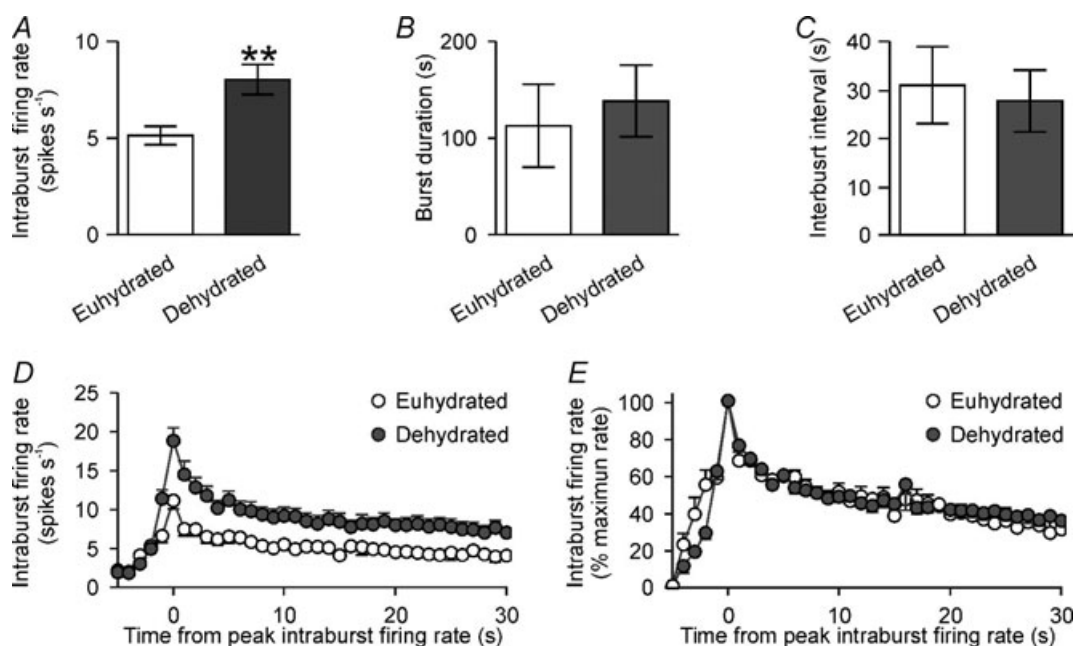 A
Intraburst firing rate
(spikes s⁻¹)
10
5
0
**
Euhydrated
Dehydrated
B
Burst duration (s)
200
100
0
Euhydrated
Dehydrated
C
Interbusrt interval (s)
40
30
20
10
0
Euhydrated
Dehydrated
D
Intraburst firing rate
(spikes s⁻¹)
25
20
15
10
5
0
Euhydrated
Dehydrated
0 10 20 30
Time from peak intraburst firing rate (s)
E
Intraburst firing rate
(% maximun rate)
100
80
60
40
20
0
Euhydrated
Dehydrated
0 10 20 30
Time from peak intraburst firing rate (s)